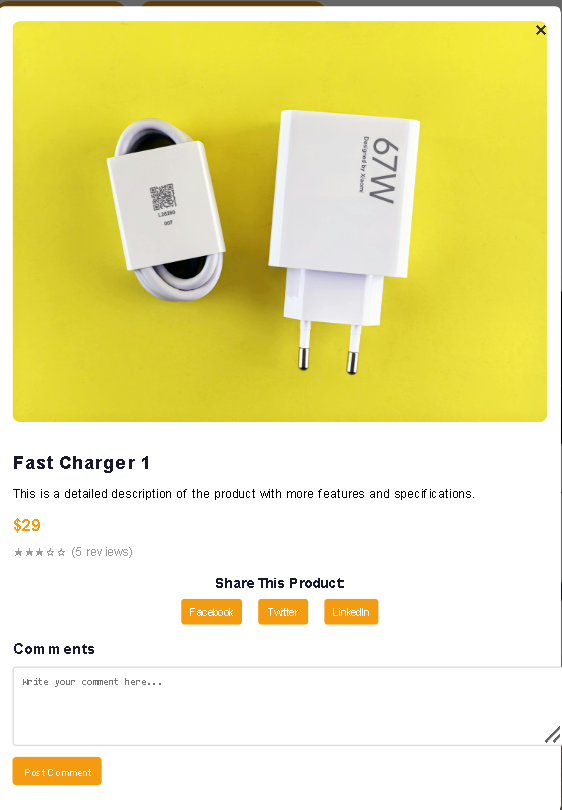 ×
67W
Designed by Xiaomi
007
Fast Charger 1
This is a detailed description of the product with more features and specifications.
$29
★★★☆☆ (5 reviews)
Share This Product:
Facebook
Twitter
LinkedIn
Comments
Write your comment here...
Post Comment